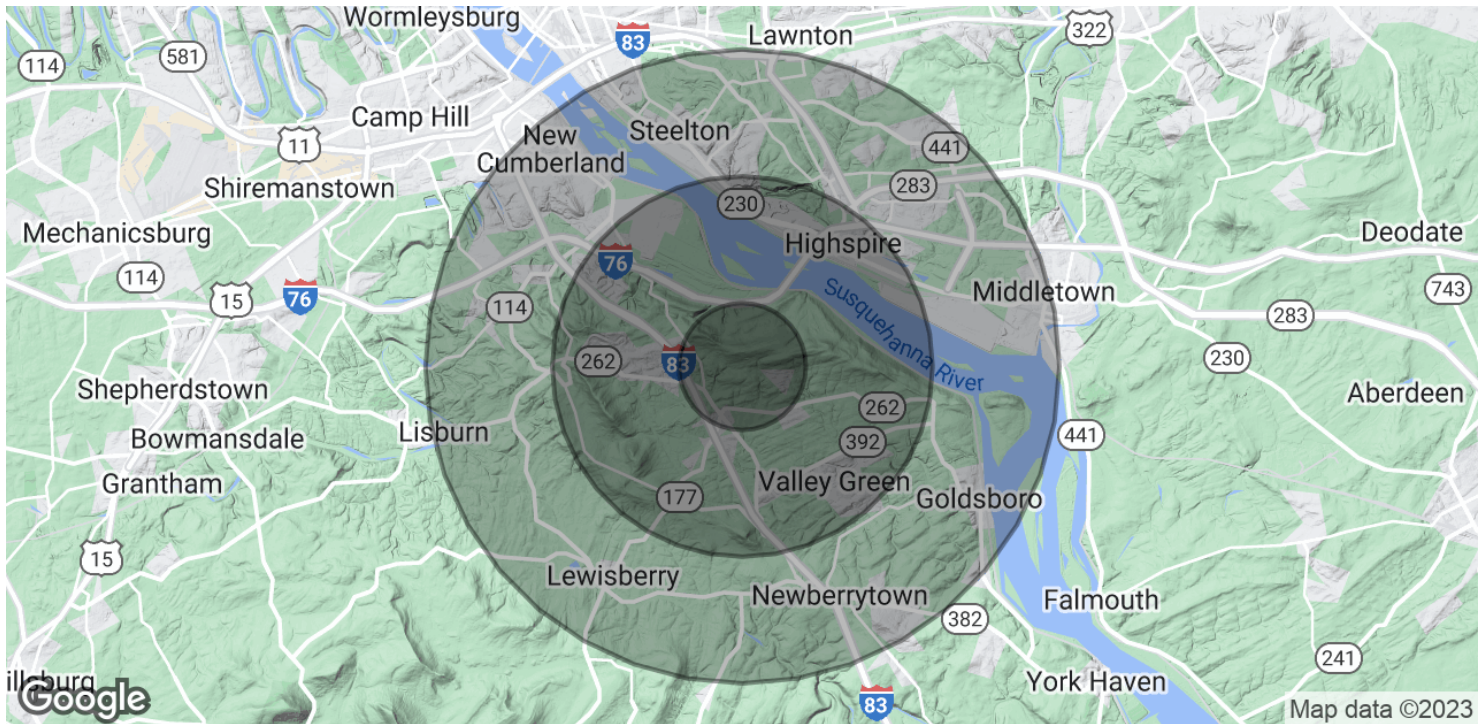 Wormleysburg
83
Lawnton
322
114
581
Camp Hill
11
New
Cumberland
Steelton
441
283
Shiremanstown
230
Mechanicsburg
Highspire
Deodate
114
76
15
76
114
Susquehanna River
Middletown
743
283
262
83
230
Shepherdstown
Aberdeen
262
Bowmansdale
Lisburn
392
441
Grantham
177
Valley Green
Goldsboro
15
Lewisberry
Newberrytown
Falmouth
382
241
illsburg
York Haven
Google
83
Map data ©2023